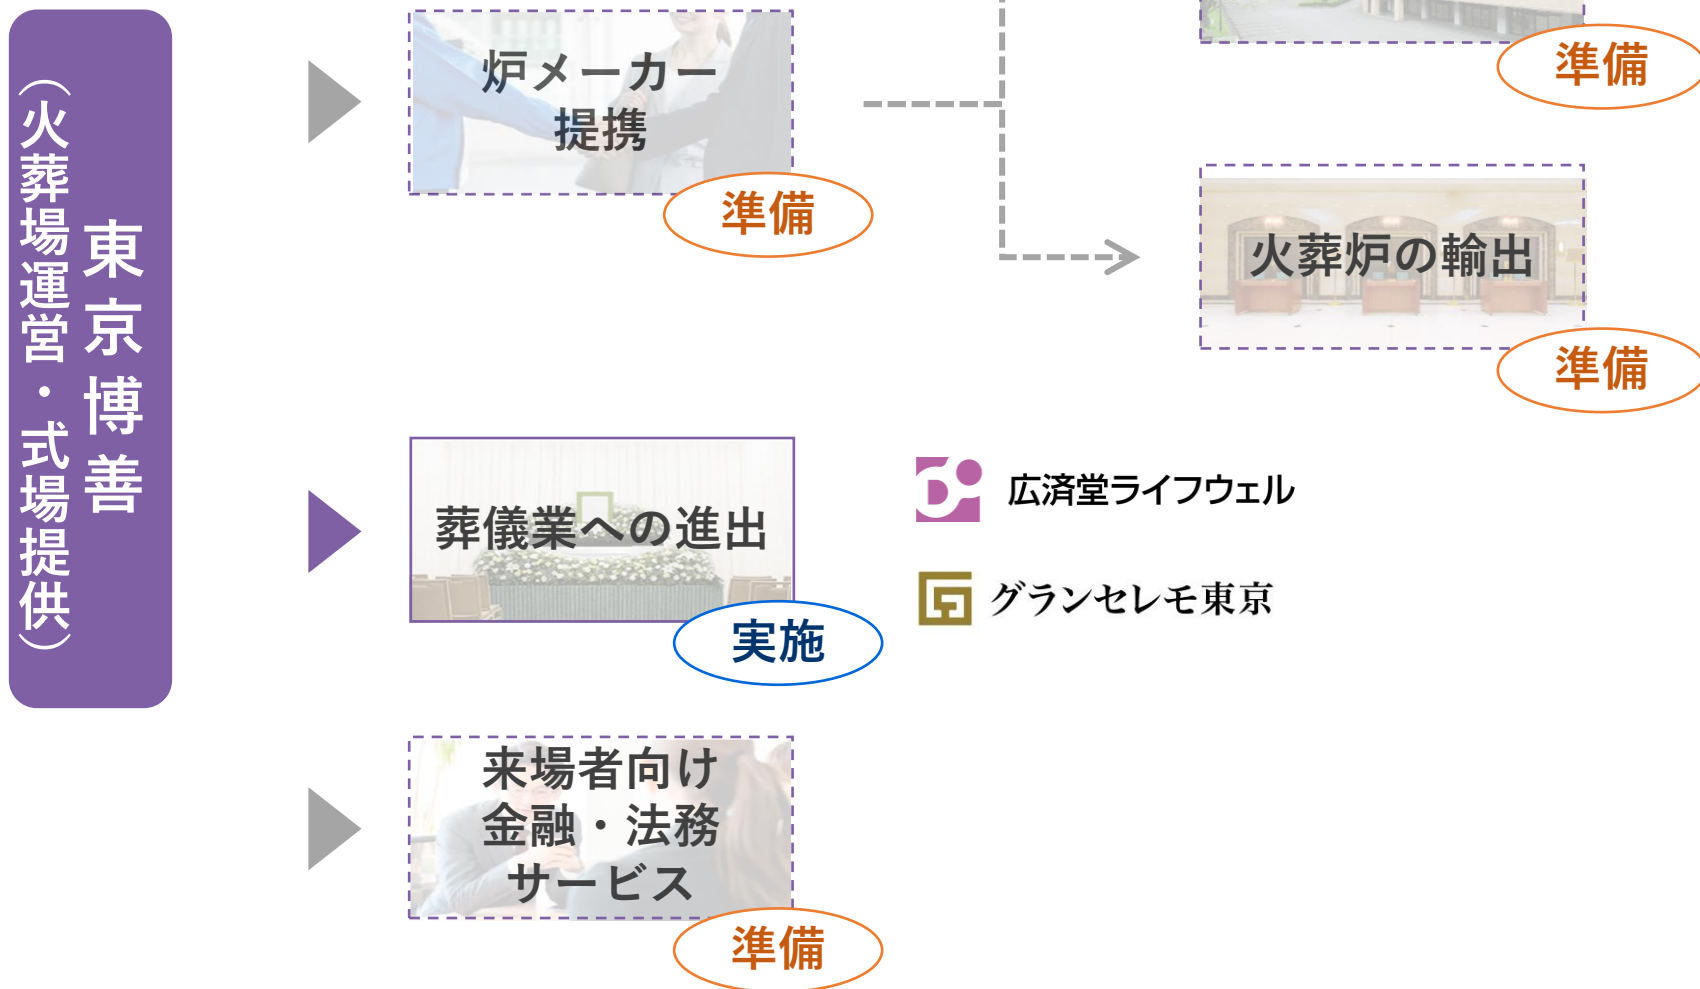 東京博善
（火葬場運営・式場提供）
炉メーカー
提携
準備
準備
火葬炉の輸出
準備
葬儀業への進出
実施
広済堂ライフウェル
グランセレモ東京
来場者向け
金融・法務
サービス
準備